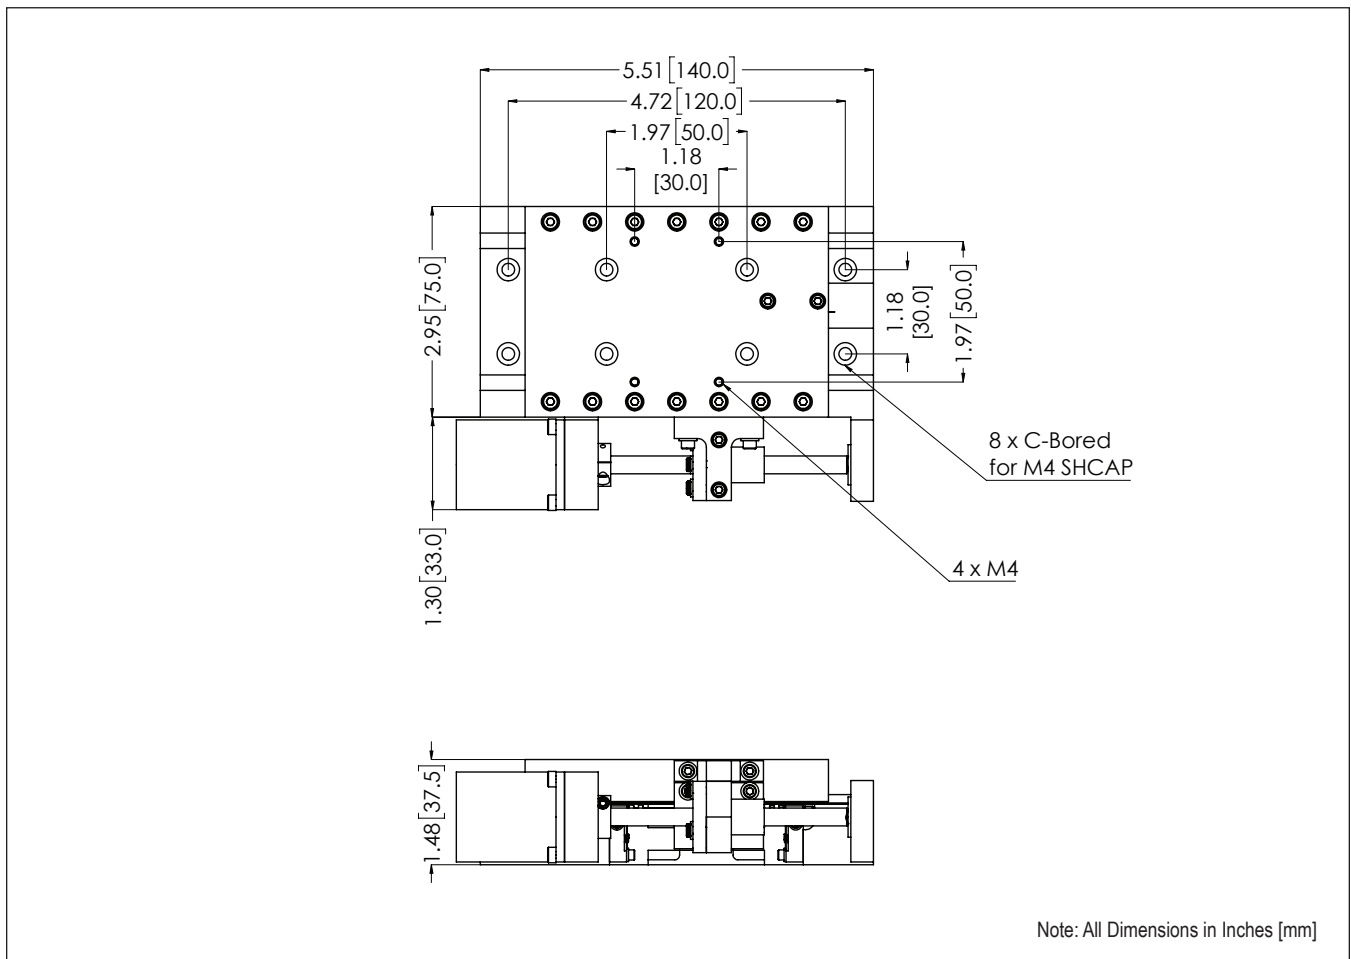 5.51[140.0]
4.72[120.0]
1.97[50.0]
1.18
[30.0]
2.95[75.0]
1.18
[30.0]
1.97[50.0]
8 x C-Bored
for M4 SHCAP
4 x M4
1.30[33.0]
1.48[37.5]
Note: All Dimensions in Inches [mm]